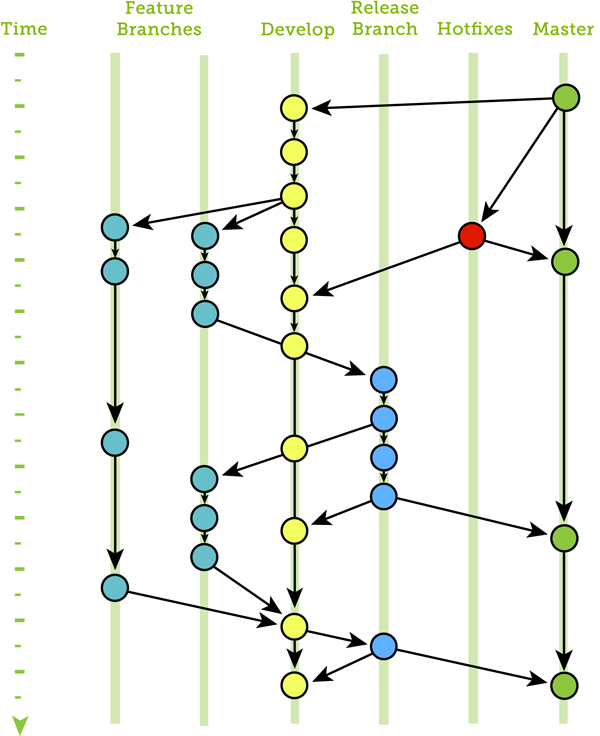 Time
Feature
Branches
Develop
Release
Branch
Hotfixes
Master